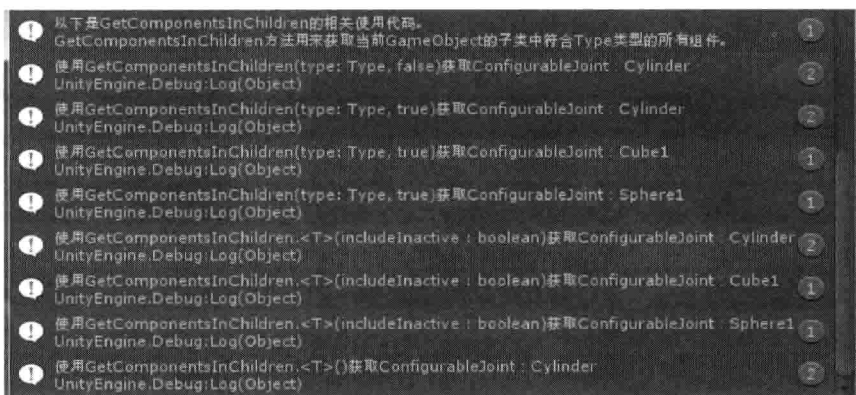 以下是GetComponentsInChildren的相关使用代码。
GetComponentsInChildren方法用来获取当前GameObject的子类中符合Type类型的所有组件。
1
使用GetComponentsInChildren(type: Type, false)获取ConfigurableJoint : Cylinder
UnityEngine.Debug:Log(Object)
2
使用GetComponentsInChildren(type: Type, true)获取ConfigurableJoint : Cylinder
UnityEngine.Debug:Log(Object)
2
使用GetComponentsInChildren(type: Type, true)获取ConfigurableJoint : Cube1
UnityEngine.Debug:Log(Object)
1
使用GetComponentsInChildren(type: Type, true)获取ConfigurableJoint : Sphere1
UnityEngine.Debug:Log(Object)
1
使用GetComponentsInChildren.<T>(includeInactive : boolean)获取ConfigurableJoint : Cylinder
UnityEngine.Debug:Log(Object)
2
使用GetComponentsInChildren.<T>(includeInactive : boolean)获取ConfigurableJoint : Cube1
UnityEngine.Debug:Log(Object)
1
使用GetComponentsInChildren.<T>(includeInactive : boolean)获取ConfigurableJoint : Sphere1
UnityEngine.Debug:Log(Object)
1
使用GetComponentsInChildren.<T>()获取ConfigurableJoint : Cylinder
UnityEngine.Debug:Log(Object)
2